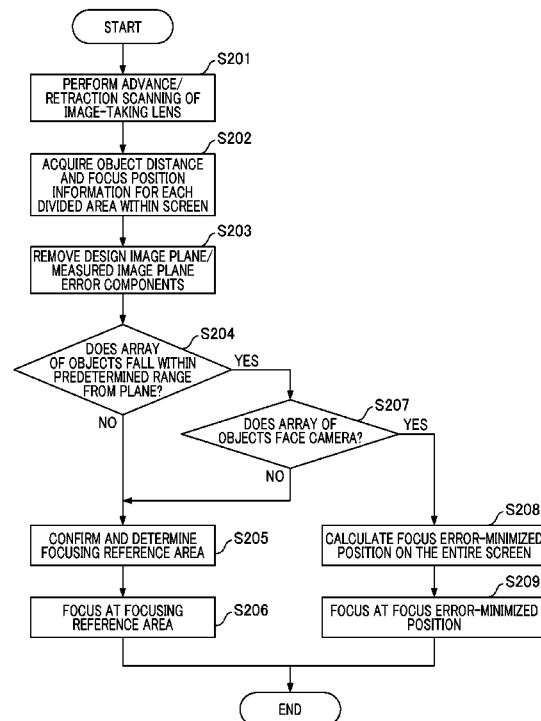 START
S201
PERFORM ADVANCE/
RETRACTION SCANNING OF
IMAGE-TAKING LENS
S202
ACQUIRE OBJECT DISTANCE
AND FOCUS POSITION
INFORMATION FOR EACH
DIVIDED AREA WITHIN SCREEN
S203
REMOVE DESIGN IMAGE PLANE/
MEASURED IMAGE PLANE
ERROR COMPONENTS
S204
DOES ARRAY
OF OBJECTS FALL WITHIN
PREDETERMINED RANGE
FROM PLANE?
YES
NO
S207
DOES ARRAY OF
OBJECTS FACE CAMERA?
YES
NO
S205
CONFIRM AND DETERMINE
FOCUSING REFERENCE AREA
S208
CALCULATE FOCUS ERROR-MINIMIZED
POSITION ON THE ENTIRE SCREEN
S206
FOCUS AT FOCUSING
REFERENCE AREA
S209
FOCUS AT FOCUS ERROR-MINIMIZED
POSITION
END